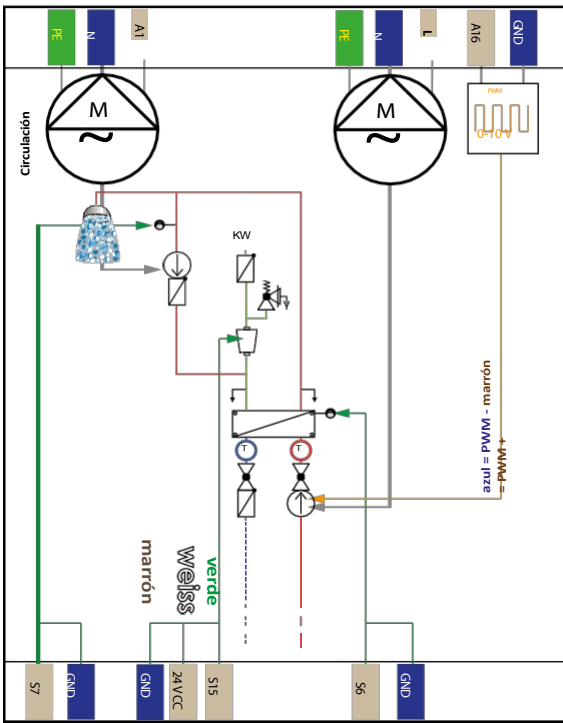 PE
N
A1
PE
N
L
A16
GND
M
~
M
~
PWM
0-10 V
Circulación
KW
T
T
azul = PWM - marrón
= PWM +
marrón
weiss
verde
S7
GND
GND
24 VCC
S15
S6
GND